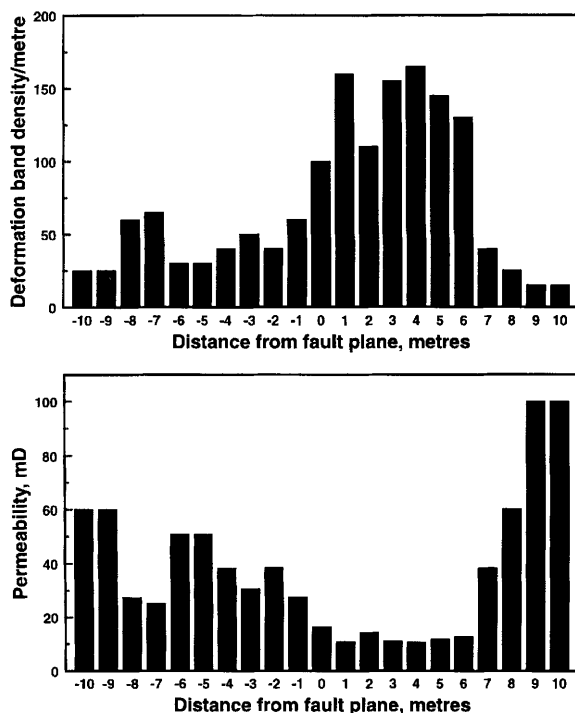 Deformation band density/metre
200
150
100
50
0
-10 -9 -8 -7 -6 -5 -4 -3 -2 -1 0 1 2 3 4 5 6 7 8 9 10
Distance from fault plane, metres
Permeability, mD
100
60
40
20
0
-10 -9 -8 -7 -6 -5 -4 -3 -2 -1 0 1 2 3 4 5 6 7 8 9 10
Distance from fault plane, metres